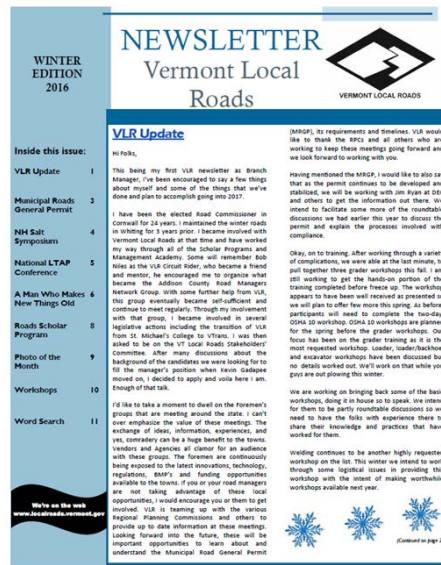 WINTER
EDITION
2016
NEWSLETTER
Vermont Local
Roads
VERMONT LOCAL ROADS
Inside this issue:
VLR Update 1
Municipal Roads 3
General Permit
NH Salt 4
Symposium
National LTAP 5
Conference
A Man Who Makes 6
New Things Old
Roads Scholar 8
Program
Photo of the 9
Month
Workshops 10
Word Search 11
We're on the web
www.localroads.vermont.gov
VLR Update
Hi Folks,
This being my first VLR newsletter as Branch
Manager, I've been encouraged to say a few things
about myself and some of the things that we've
done and plan to accomplish going into 2017.
I have been the elected Road Commissioner in
Cornwall for 24 years. I maintained the winter roads
in Whiting for 3 years prior. I became involved with
Vermont Local Roads at that time and have worked
my way through all of the Scholar Programs and
Management Academy. Some will remember Bob
Niles as the VLR Circuit Rider, who became a friend
and mentor, he encouraged me to organize what
became the Addison County Road Managers
Network Group. With some further help from VLR,
this group eventually became self-sufficient and
continue to meet regularly. Through my involvement
with that group, I became involved in several
legislative actions including the transition of VLR
from St. Michael's College to VTrans. I was then
asked to be on the VT Local Roads Stakeholders'
Committee. After many discussions about the
background of the candidates we were looking for to
fill the manager's position when Kevin Gadapee
moved on, I decided to apply and voila here I am.
Enough of that talk.
I'd like to take a moment to dwell on the Foremen's
groups that are meeting around the state. I can't
over emphasize the value of these meetings. The
exchange of ideas, information, experiences, and
yes, comradery can be a huge benefit to the towns.
Vendors and Agencies all clamor for an audience
with these groups. The foremen are continuously
being exposed to the latest innovations, technology,
regulations, BMP's and funding opportunities
available to the towns. If you or your road managers
are not taking advantage of these local
opportunities, I would encourage you or them to get
involved. VLR is teaming up with the various
Regional Planning Commissions and others to
provide up to date information at these meetings.
Looking forward into the future, these will be
important opportunities to learn about and
understand the Municipal Road General Permit
(MRGP), its requirements and timelines. VLR would
like to thank the RPCs and all others who are
working to keep these meetings going forward and
we look forward to working with you.
Having mentioned the MRGP, I would like to also say
that as the permit continues to be developed and
stabilized, we will be working with Jim Ryan at DEC
and others to get the information out there. We
intend to facilitate some more of the roundtable
discussions we had earlier this year to discuss the
permit and explain the processes involved with
compliance.
Okay, on to training. After working through a variety
of complications, we were able at the last minute, to
pull together three grader workshops this fall. I am
still working to get the hands-on portion of the
training completed before freeze up. The workshop
appears to have been well received as presented so
we will plan to offer few more this spring. As before,
participants will need to complete the two-day
OSHA 10 workshop. OSHA 10 workshops are planned
for the spring before the grader workshops. Our
focus has been on the grader training as it is the
most requested workshop. Loader, loader/backhoe
and excavator workshops have been discussed but
no details worked out. We'll work on that while you
guys are out plowing this winter.
We are working on bringing back some of the basic
workshops, doing it in house so to speak. We intend
for them to be partly roundtable discussions so we
need to have the folks with experience there to
share their knowledge and practices that have
worked for them.
Welding continues to be another highly requested
workshop on the list. This winter we intend to work
through some logistical issues in providing this
workshop with the intent of making worthwhile
workshops available next year.
(Continued on page 2